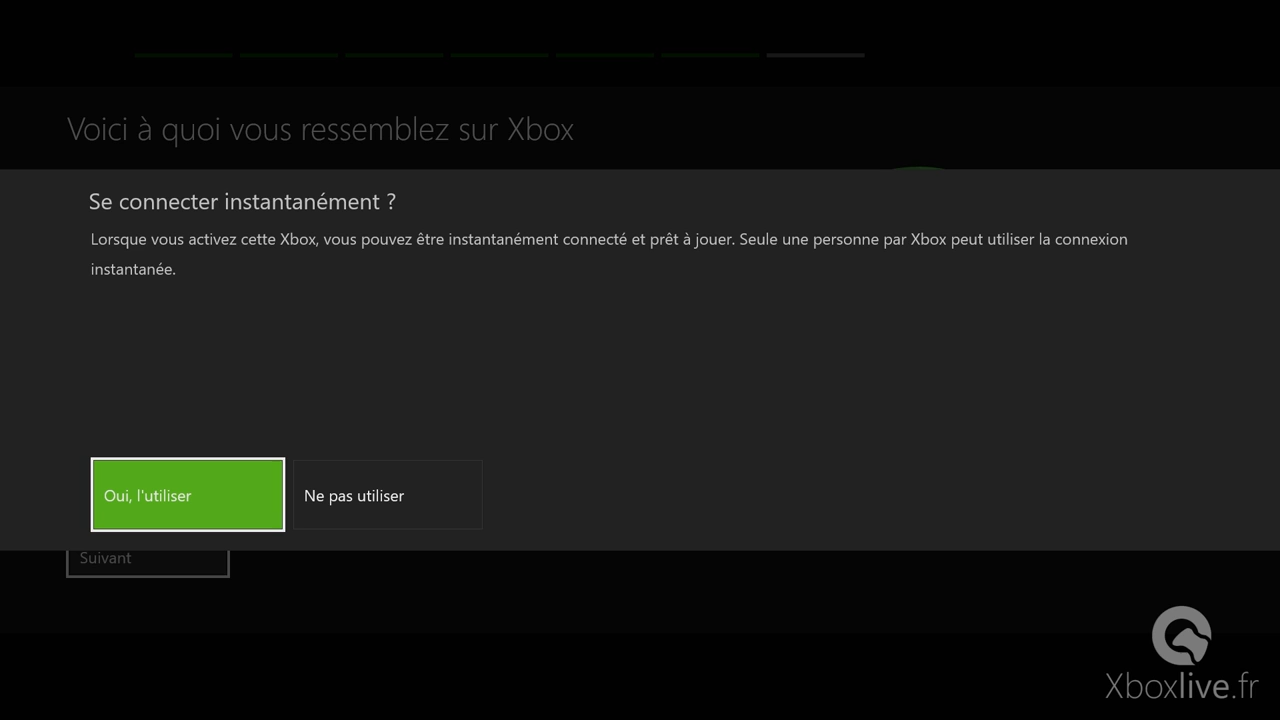 Voici à quoi vous ressemblez sur Xbox
Se connecter instantanément ?
Lorsque vous activez cette Xbox, vous pouvez être instantanément connecté et prêt à jouer. Seule une personne par Xbox peut utiliser la connexion
instantanée.
Oui, l'utiliser
Ne pas utiliser
Suivant
Xboxlive.fr